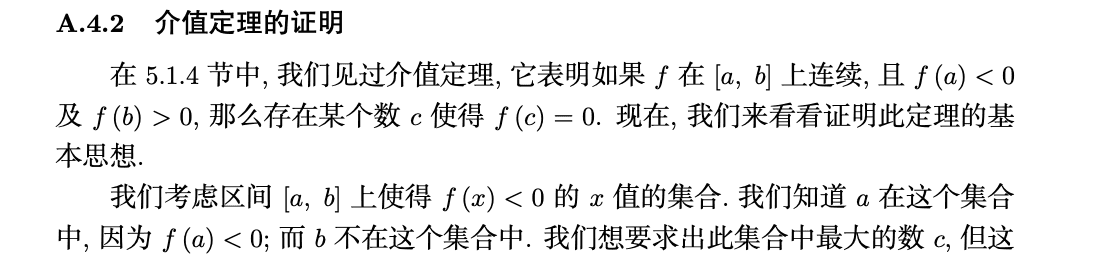 A.4.2 介值定理的证明
在 5.1.4 节中, 我们见过介值定理, 它表明如果 f 在 [a, b] 上连续, 且 f (a) < 0
及 f (b) > 0, 那么存在某个数 c 使得 f (c) = 0. 现在, 我们来看看证明此定理的基
本思想.
我们考虑区间 [a, b] 上使得 f (x) < 0 的 x 值的集合. 我们知道 a 在这个集合
中, 因为 f (a) < 0; 而 b 不在这个集合中. 我们想要求出此集合中最大的数 c, 但这